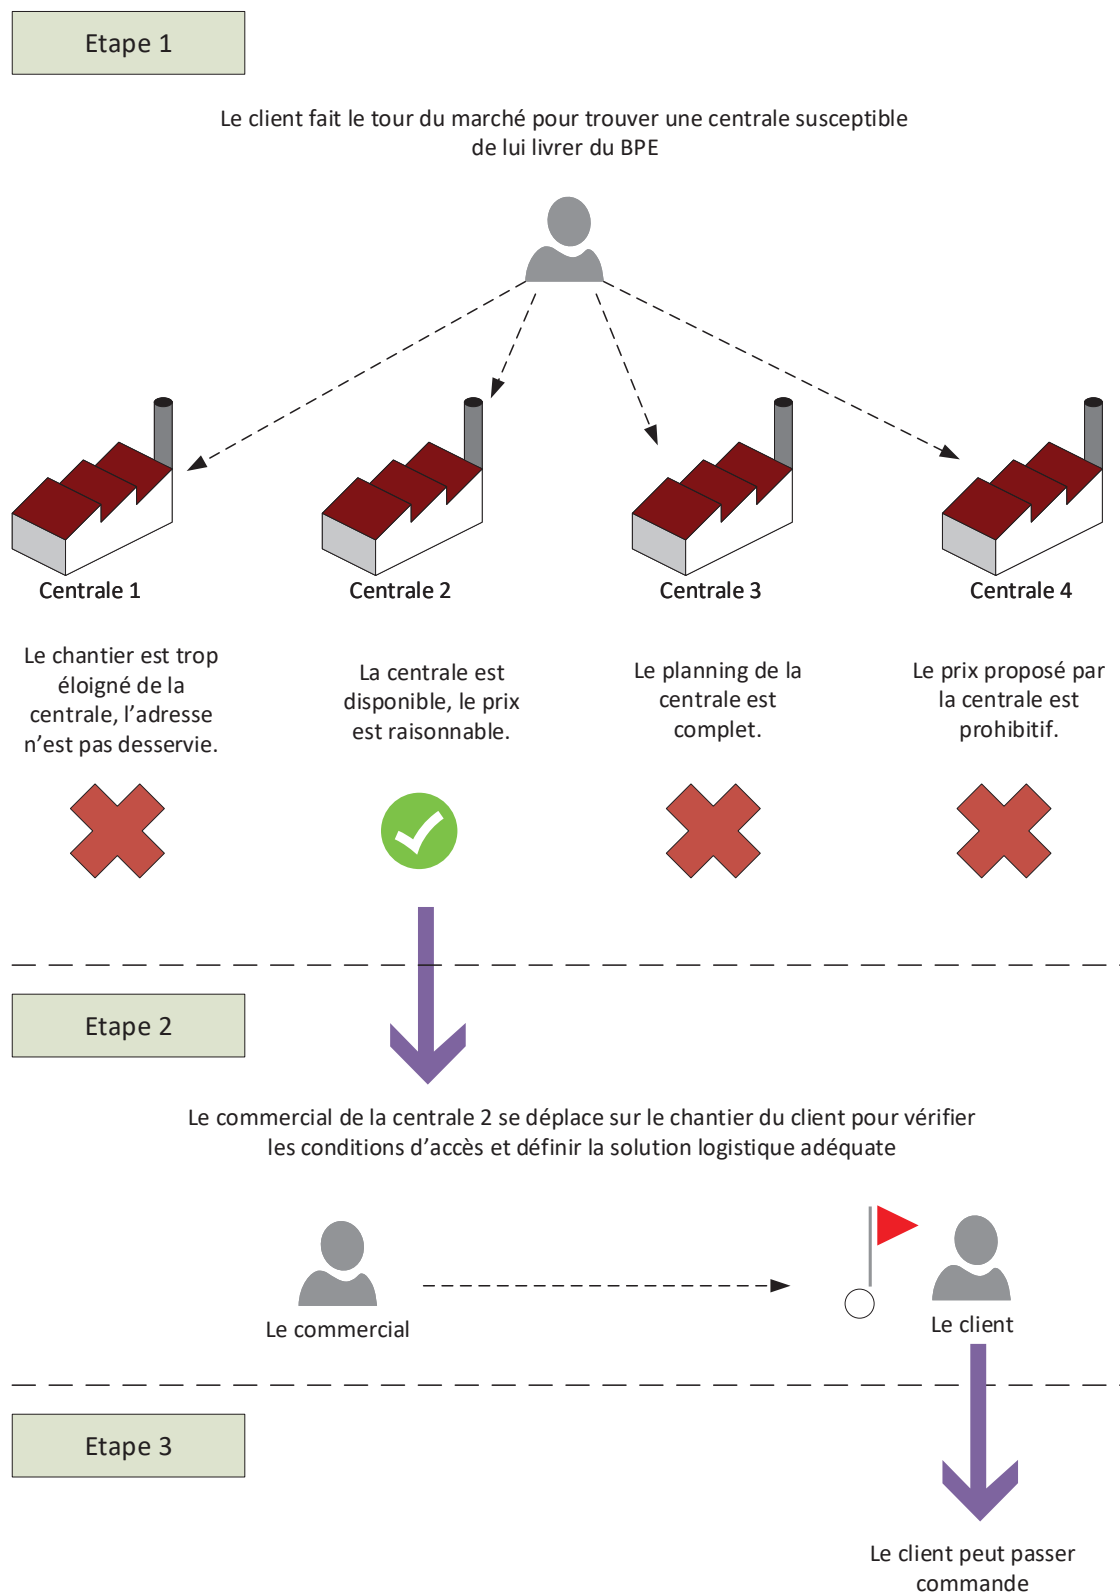 Etape 1
Le client fait le tour du marché pour trouver une centrale susceptible
de lui livrer du BPE
Centrale 1
Centrale 2
Centrale 3
Centrale 4
Le chantier est trop
éloigné de la
centrale, l’adresse
n’est pas desservie.
La centrale est
disponible, le prix
est raisonnable.
Le planning de la
centrale est
complet.
Le prix proposé par
la centrale est
prohibitif.
Etape 2
Le commercial de la centrale 2 se déplace sur le chantier du client pour vérifier
les conditions d’accès et définir la solution logistique adéquate
Le commercial
Le client
Etape 3
Le client peut passer
commande